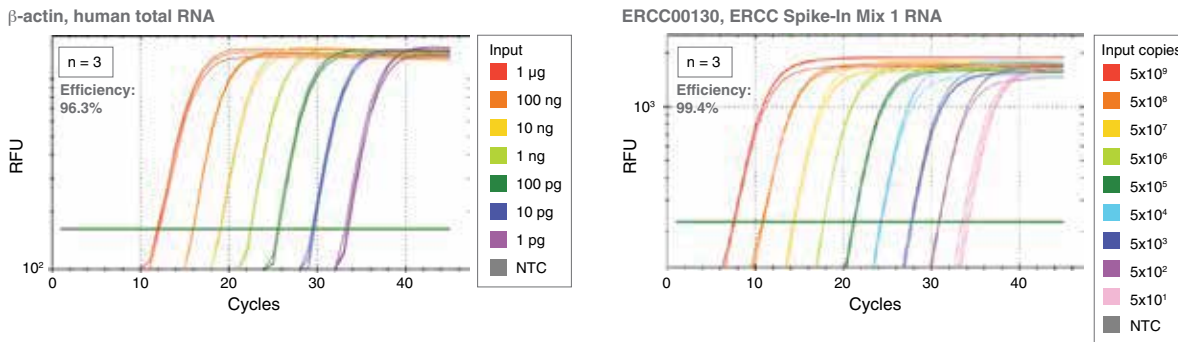 β-actin, human total RNA
n = 3
Efficiency:
96.3%
RFU
10²
0
10
20
30
40
Cycles
Input
1 µg
100 ng
10 ng
1 ng
100 pg
10 pg
1 pg
NTC
ERCC00130, ERCC Spike-In Mix 1 RNA
n = 3
Efficiency:
99.4%
RFU
10³
0
10
20
30
40
Cycles
Input copies
5x10⁹
5x10⁸
5x10⁷
5x10⁶
5x10⁵
5x10⁴
5x10³
5x10²
5x10¹
NTC